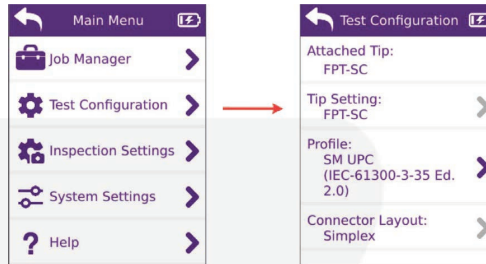 Main Menu
Job Manager
Test Configuration
Inspection Settings
System Settings
?
Help
Test Configuration
Attached Tip:
FPT-SC
Tip Setting:
FPT-SC
Profile:
SM UPC
(IEC-61300-3-35 Ed.
2.0)
Connector Layout:
Simplex